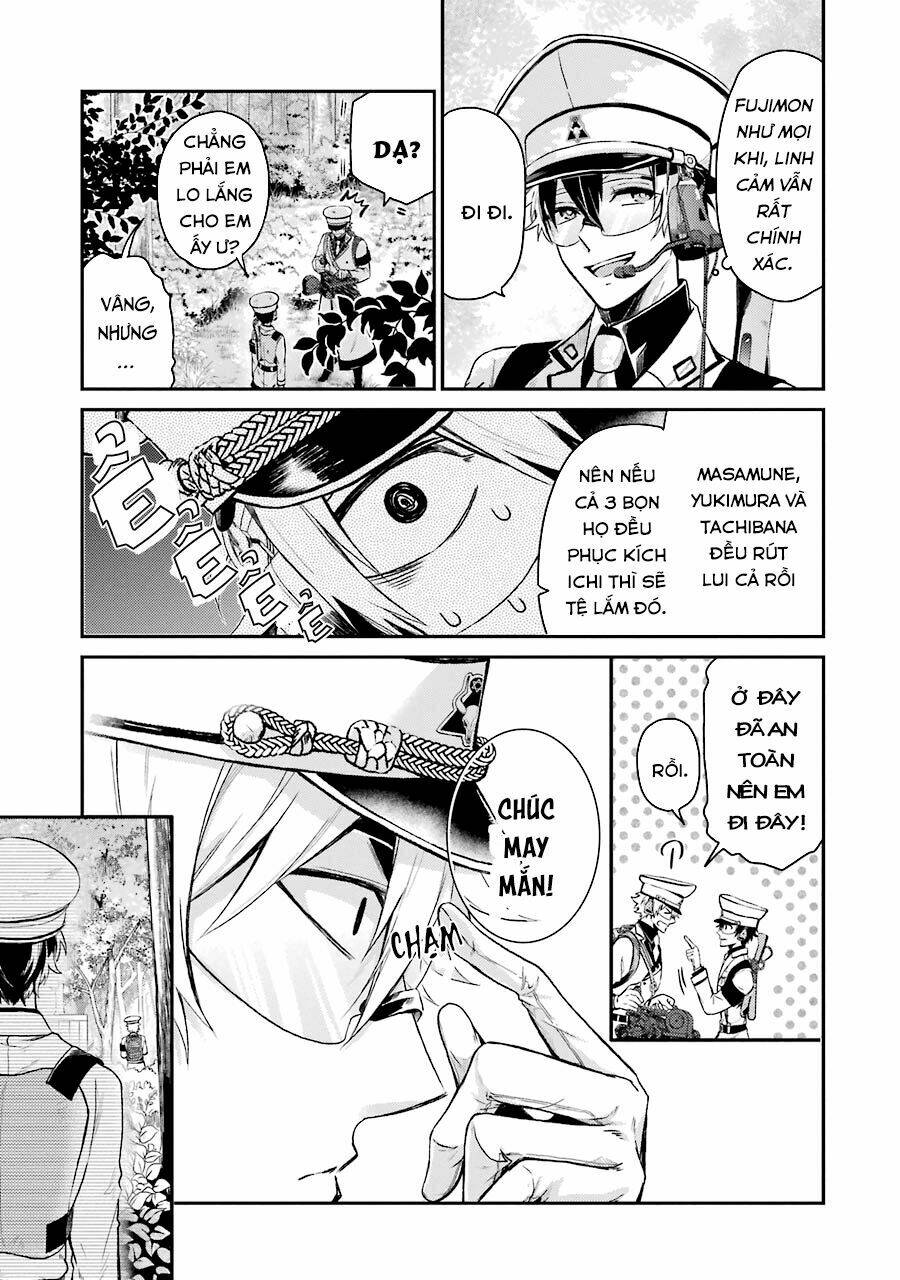 FUJIMON
NHƯ MỌI
KHI, LINH
CẢM VẪN
RẤT
CHÍNH
XÁC.
ĐI ĐI.
DẠ?
CHẲNG
PHẢI EM
LO LẮNG
CHO EM
ẤY Ư?
VÂNG,
NHƯNG
...
MASAMUNE,
YUKIMURA VÀ
TACHIBANA
ĐỀU RÚT
LUI CẢ RỒI
NÊN NẾU
CẢ 3 BỌN
HỌ ĐỀU
PHỤC KÍCH
ICHI THÌ SẼ
TỆ LẮM ĐÓ.
Ở ĐÂY
ĐÃ AN
TOÀN
NÊN EM
ĐI ĐÂY!
RỒI.
CHÚC
MAY
MẮN!
CHẠM